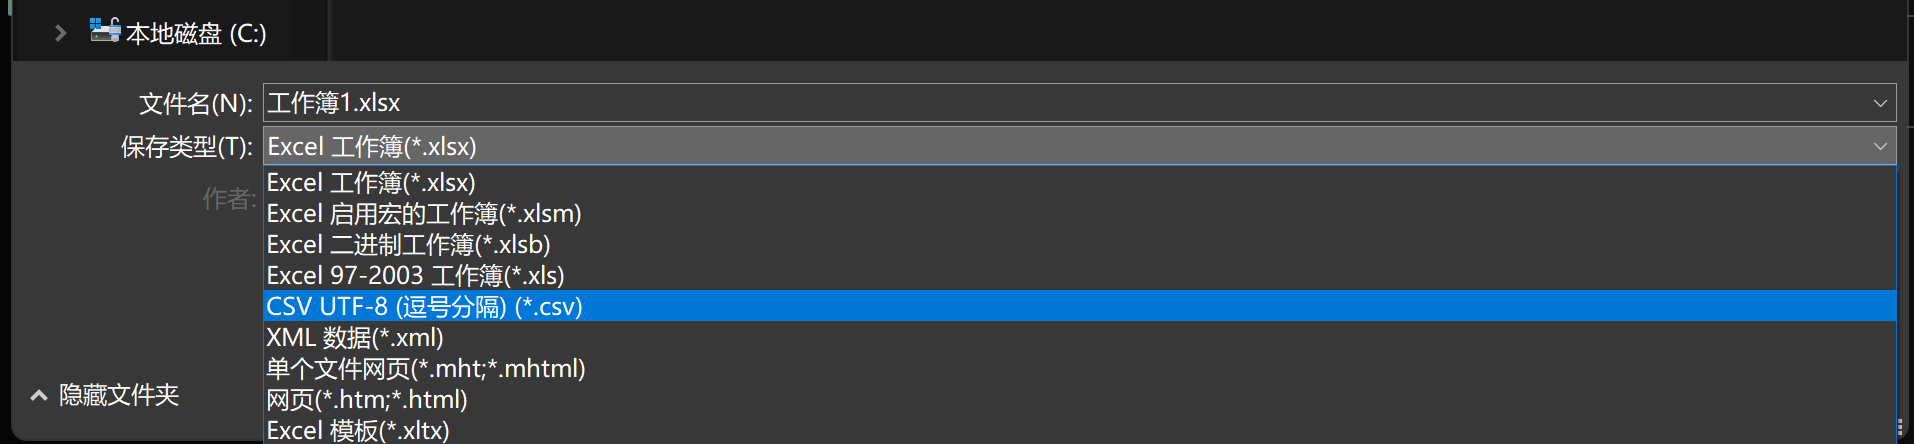 本地磁盘 (C:)
文件名(N): 工作簿1.xlsx
保存类型(T): Excel 工作簿(*.xlsx)
作者:
Excel 工作簿(*.xlsx)
Excel 启用宏的工作簿(*.xlsm)
Excel 二进制工作簿(*.xlsb)
Excel 97-2003 工作簿(*.xls)
CSV UTF-8 (逗号分隔) (*.csv)
XML 数据(*.xml)
单个文件网页(*.mht;*.mhtml)
网页(*.htm;*.html)
Excel 模板(*.xltx)
隐藏文件夹